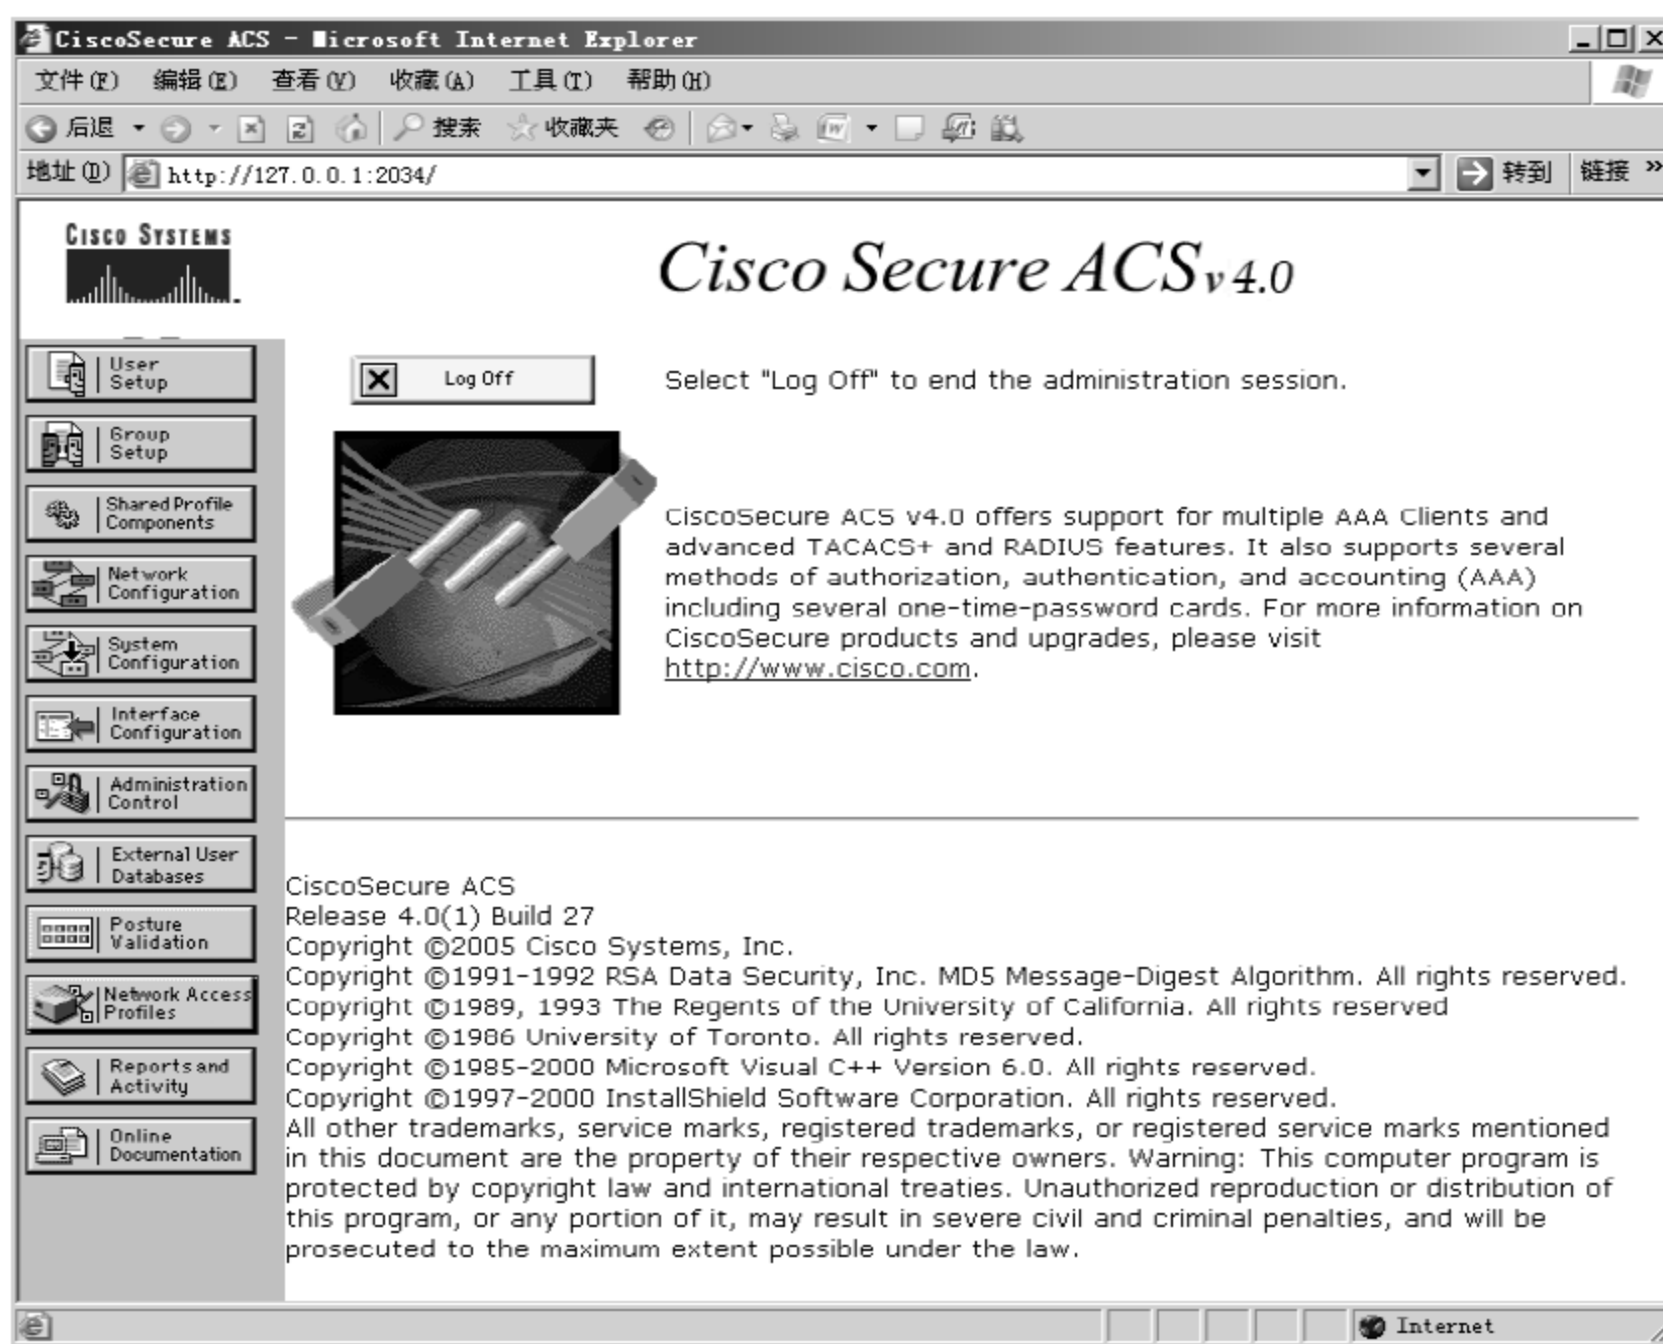 CiscoSecure ACS - Microsoft Internet Explorer
文件(F) 编辑(E) 查看(V) 收藏(A) 工具(T) 帮助(H)
后退 搜索 收藏夹
地址(D) http://127.0.0.1:2034/ 转到 链接 »
CISCO SYSTEMS
Cisco Secure ACS v4.0
User
Setup
Group
Setup
Shared Profile
Components
Network
Configuration
System
Configuration
Interface
Configuration
Administration
Control
External User
Databases
Posture
Validation
Network Access
Profiles
Reports and
Activity
Online
Documentation
Log Off
Select "Log Off" to end the administration session.
CiscoSecure ACS v4.0 offers support for multiple AAA Clients and
advanced TACACS+ and RADIUS features. It also supports several
methods of authorization, authentication, and accounting (AAA)
including several one-time-password cards. For more information on
CiscoSecure products and upgrades, please visit
http://www.cisco.com.
CiscoSecure ACS
Release 4.0(1) Build 27
Copyright ©2005 Cisco Systems, Inc.
Copyright ©1991-1992 RSA Data Security, Inc. MD5 Message-Digest Algorithm. All rights reserved.
Copyright ©1989, 1993 The Regents of the University of California. All rights reserved
Copyright ©1986 University of Toronto. All rights reserved.
Copyright ©1985-2000 Microsoft Visual C++ Version 6.0. All rights reserved.
Copyright ©1997-2000 InstallShield Software Corporation. All rights reserved.
All other trademarks, service marks, registered trademarks, or registered service marks mentioned
in this document are the property of their respective owners. Warning: This computer program is
protected by copyright law and international treaties. Unauthorized reproduction or distribution of
this program, or any portion of it, may result in severe civil and criminal penalties, and will be
prosecuted to the maximum extent possible under the law.
Internet